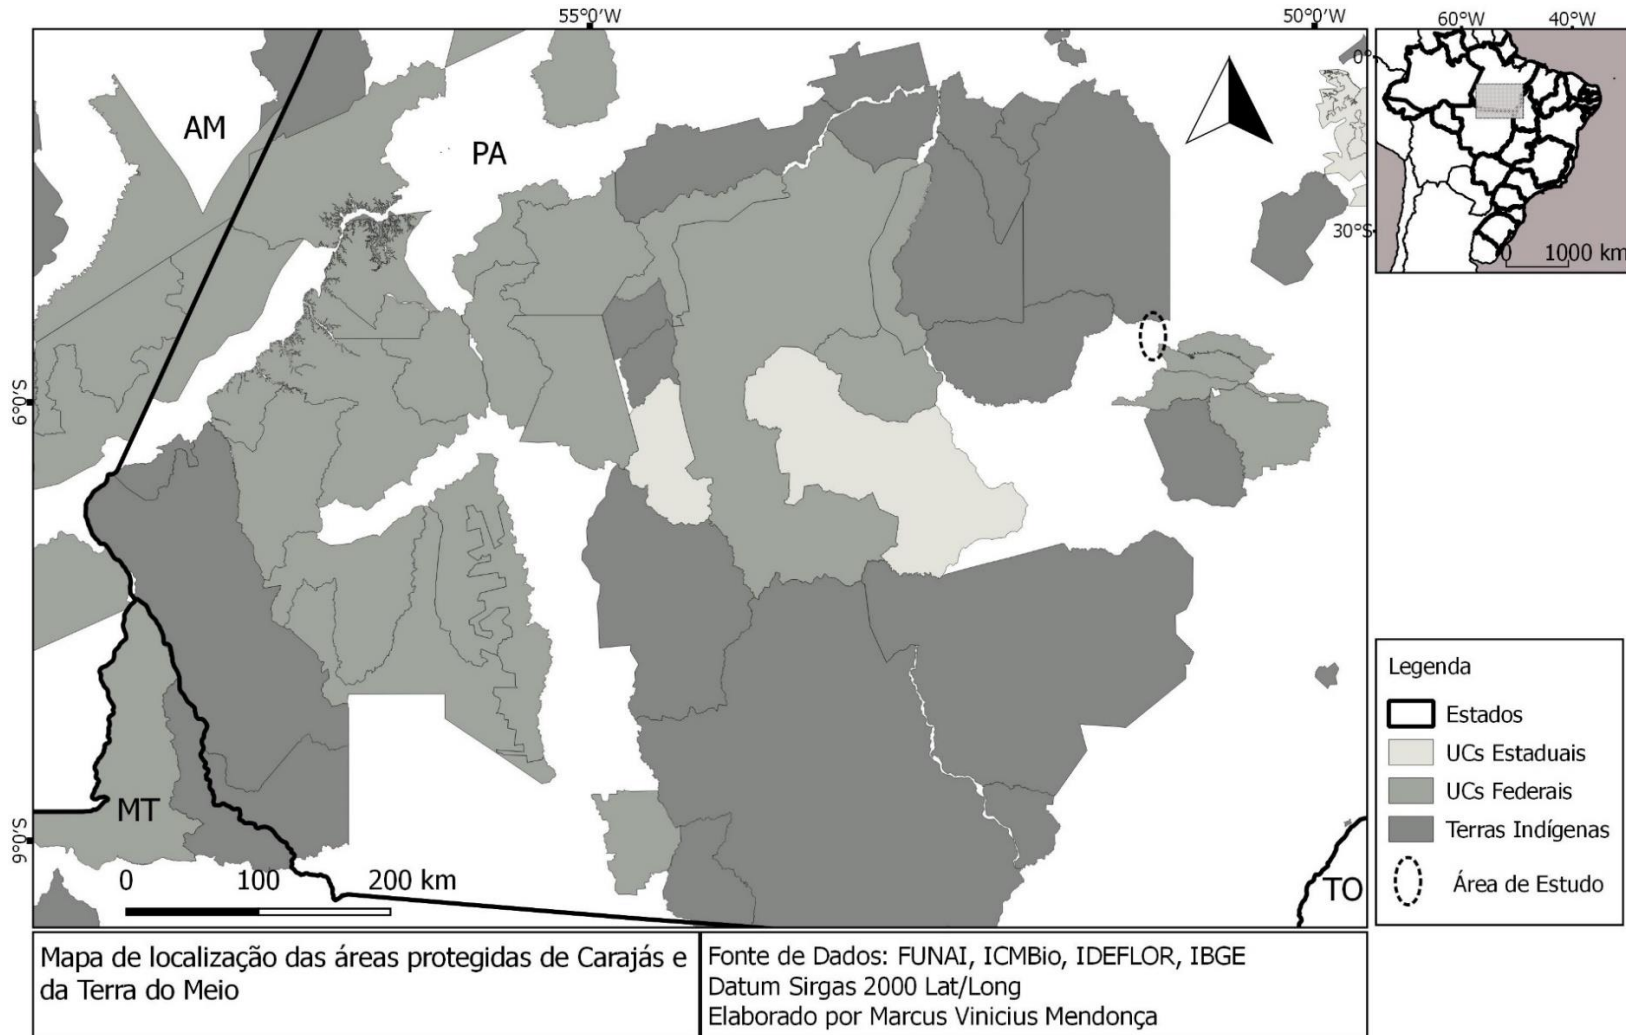 55°0'W
50°0'W
60°W
40°W
0°
30°S
0
1000 km
AM
PA
6°S
9°S
MT
TO
0
100
200 km
Legenda
Estados
UCs Estaduais
UCs Federais
Terras Indígenas
Área de Estudo
Mapa de localização das áreas protegidas de Carajás e
da Terra do Meio
Fonte de Dados: FUNAI, ICMBio, IDEFLOR, IBGE
Datum Sirgas 2000 Lat/Long
Elaborado por Marcus Vinicius Mendonça